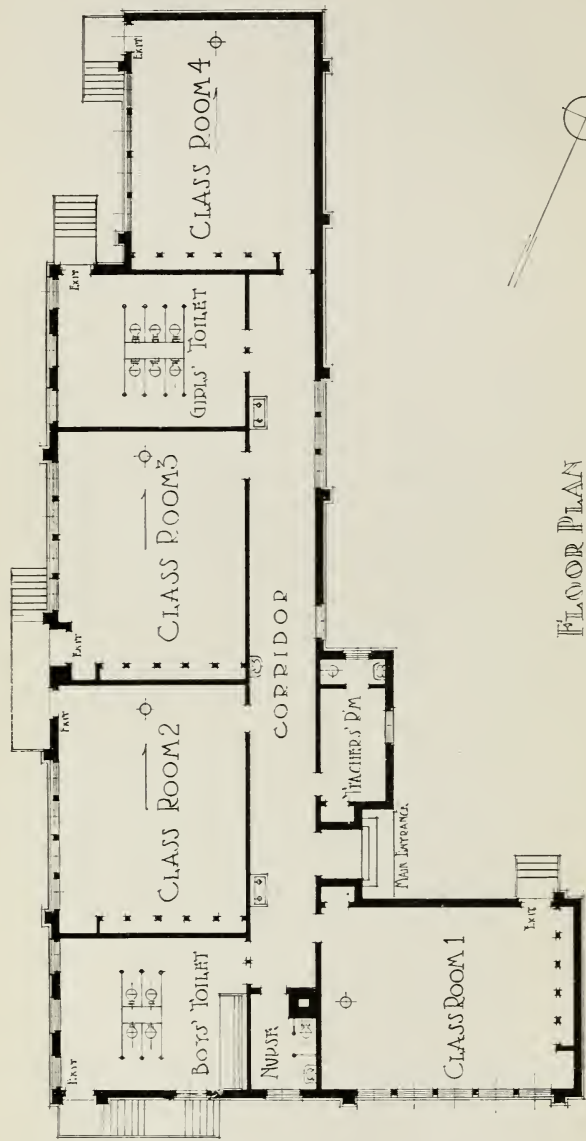 EXIT
CLASS ROOM 4
EXIT
GIRLS' TOILET
CLASS ROOM 3
EXIT
CORRIDOR
CLASS ROOM 2
EXIT
TEACHERS' R'M
MAIN ENTRANCE
BOYS' TOILET
EXIT
NURSE
CLASS ROOM 1
EXIT
FLOOR PLAN